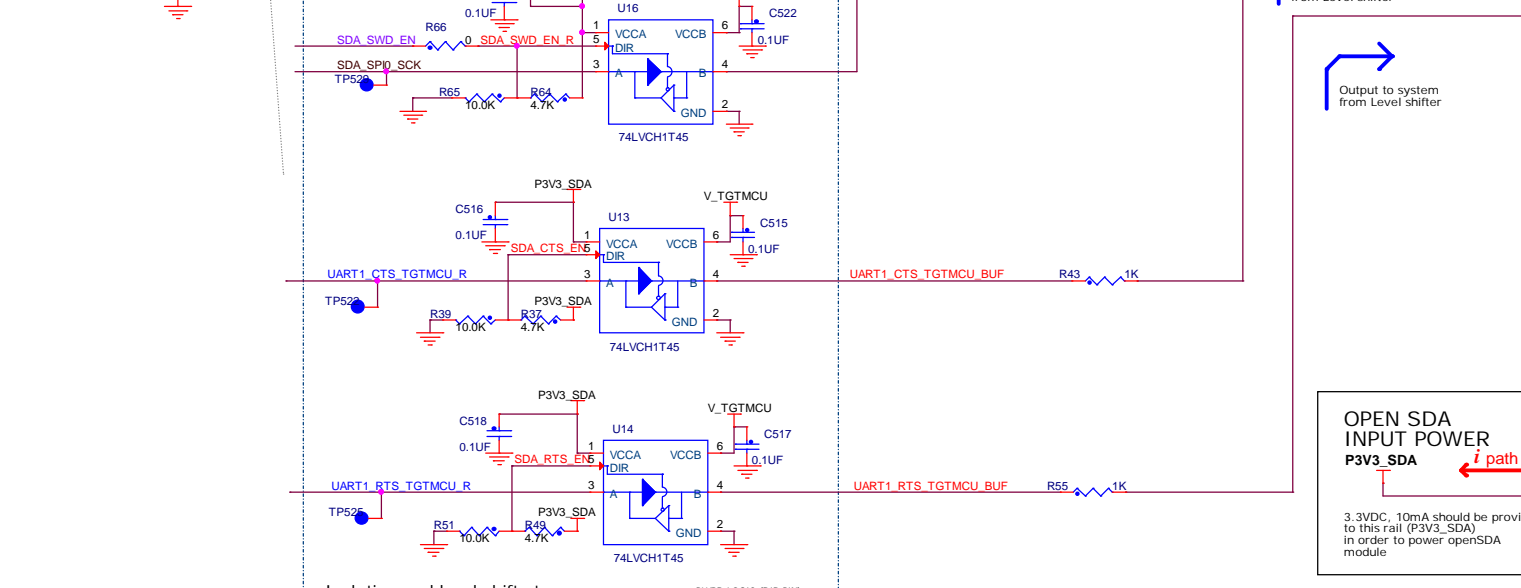 from Level shifter
U16
0.1UF
C522
R66
1
VCCA
VCCB
6
SDA_SWD_EN
0
SDA_SWD_EN_R
5
DIR
0.1UF
SDA_SPI0_SCK
3
A
B
4
R65
10.0K
R64
4.7K
GND
2
74LVCH1T45
Output to system
from Level shifter
P3V3_SDA
V_TGTMCU
C516
0.1UF
U13
C515
0.1UF
1
VCCA
VCCB
6
SDA_CTS_EN
5
DIR
UART1_CTS_TGTMCU_R
3
A
B
4
UART1_CTS_TGTMCU_BUF
R43
1K
P3V3_SDA
R39
10.0K
R37
4.7K
GND
2
74LVCH1T45
P3V3_SDA
V_TGTMCU
C518
0.1UF
U14
C517
0.1UF
1
VCCA
VCCB
6
SDA_RTS_EN
5
DIR
UART1_RTS_TGTMCU_R
3
A
B
4
UART1_RTS_TGTMCU_BUF
R55
1K
TP525
P3V3_SDA
R51
10.0K
R49
4.7K
GND
2
74LVCH1T45
OPEN SDA
INPUT POWER
P3V3_SDA
i path
3.3VDC, 10mA should be provi
to this rail (P3V3_SDA)
in order to power openSDA
module